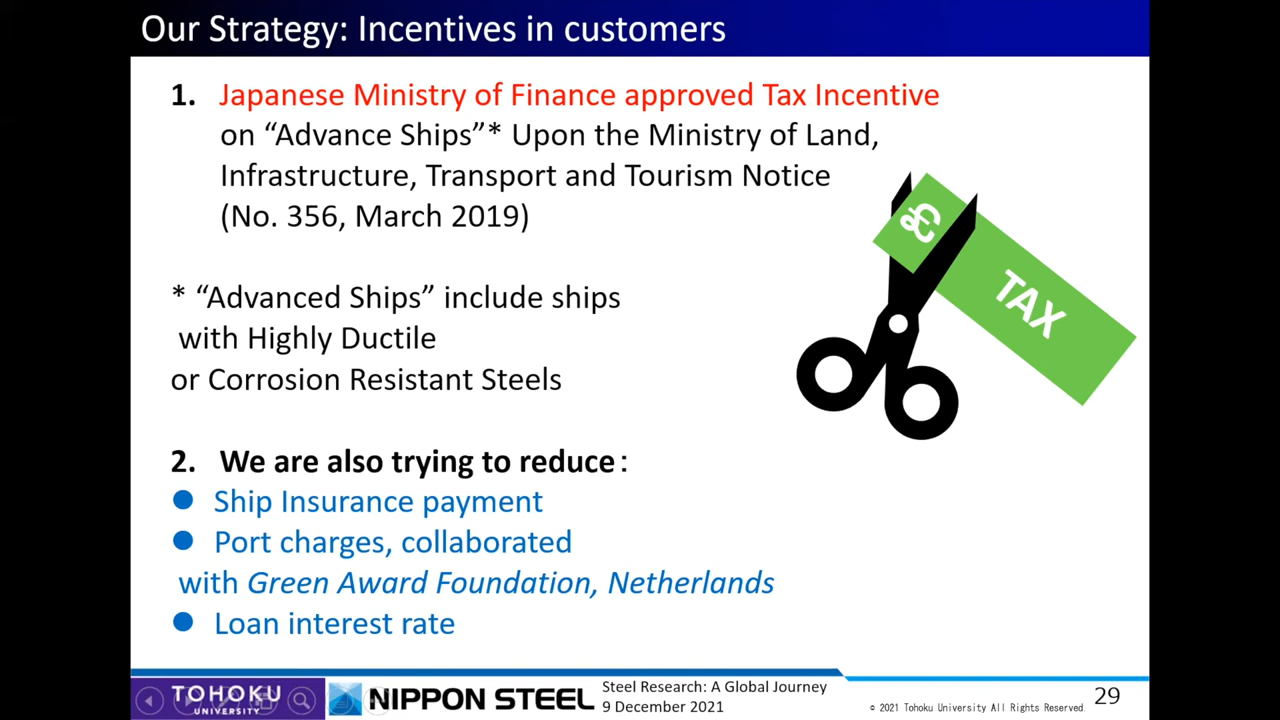 Our Strategy: Incentives in customers
1. Japanese Ministry of Finance approved Tax Incentive
on “Advance Ships”* Upon the Ministry of Land,
Infrastructure, Transport and Tourism Notice
(No. 356, March 2019)
£
TAX
* “Advanced Ships” include ships
with Highly Ductile
or Corrosion Resistant Steels
2. We are also trying to reduce:
● Ship Insurance payment
● Port charges, collaborated
with Green Award Foundation, Netherlands
● Loan interest rate
TOHOKU
UNIVERSITY
NIPPON STEEL
Steel Research: A Global Journey
9 December 2021
© 2021 Tohoku University All Rights Reserved.
29